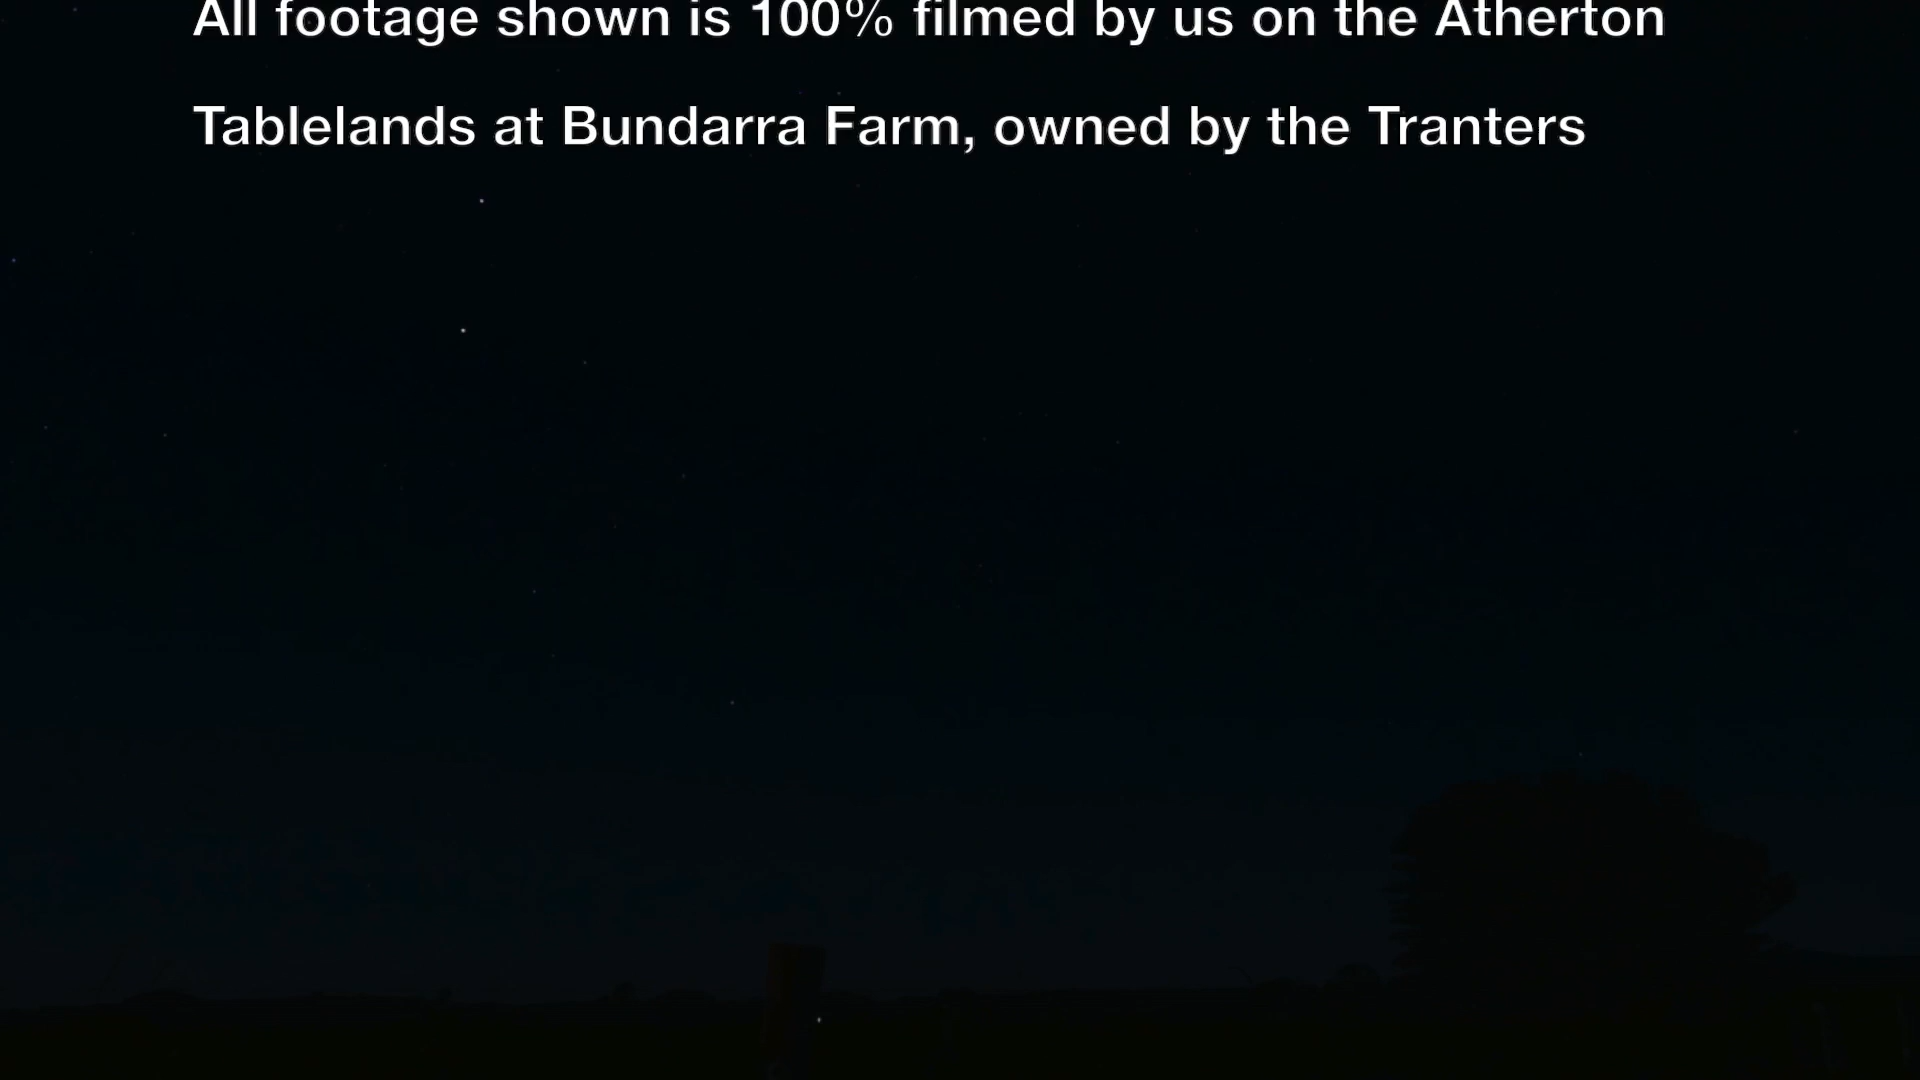 All footage shown is 100% filmed by us on the Atherton
Tablelands at Bundarra Farm, owned by the Tranters